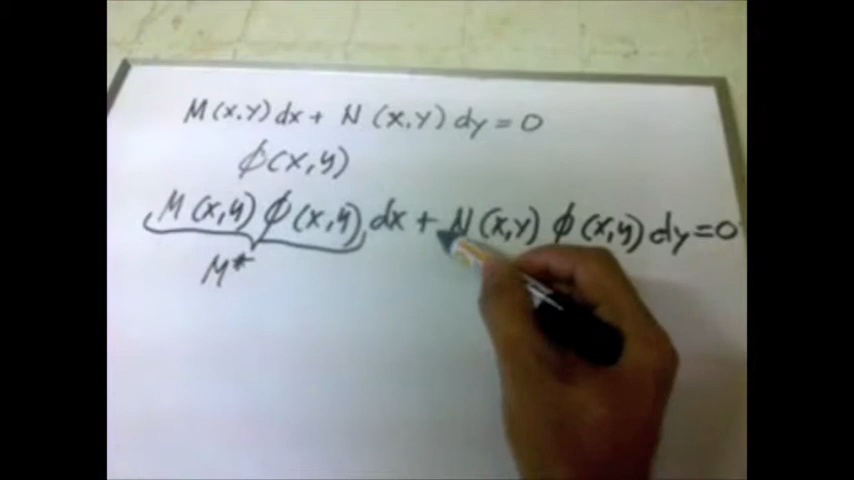 M(x,y)dx + N(x,y)dy = 0
ϕ(x,y)
M(x,y)ϕ(x,y)dx + N(x,y)ϕ(x,y)dy = 0
M*